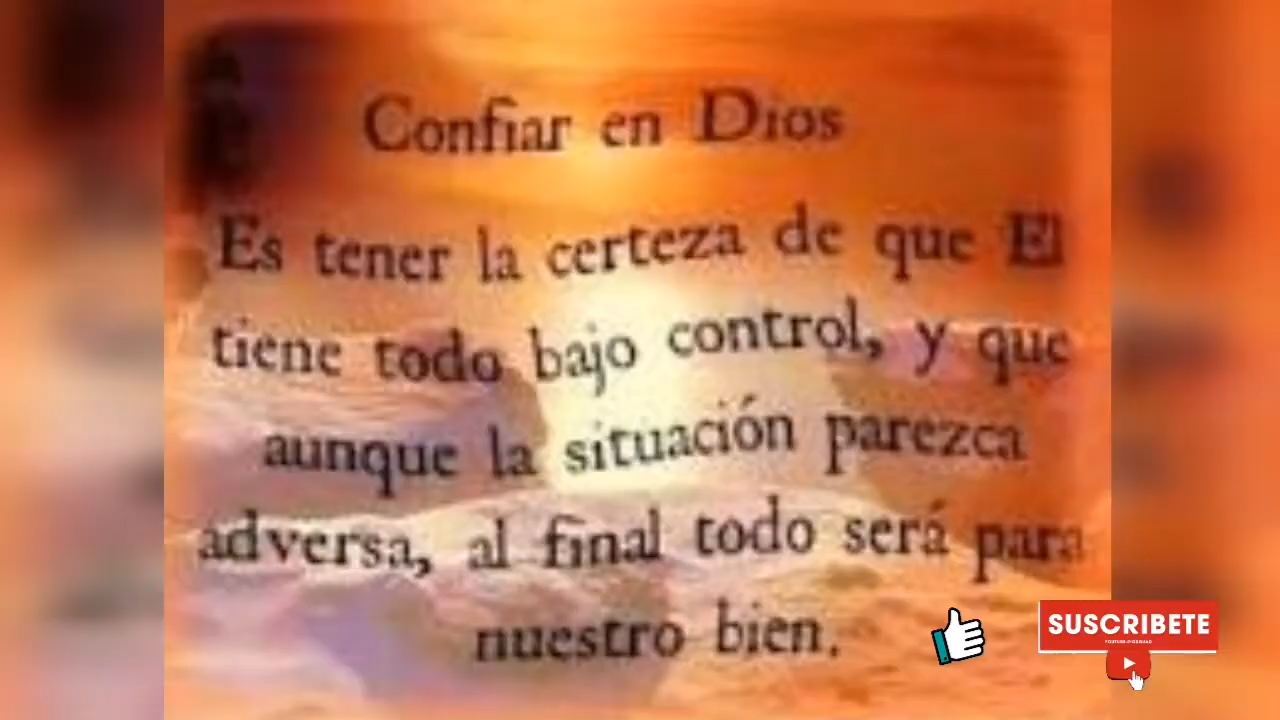 Confiar en Dios
Es tener la certeza de que El
tiene todo bajo control, y que
aunque la situación parezca
adversa, al final todo será para
nuestro bien.
SUSCRIBETE